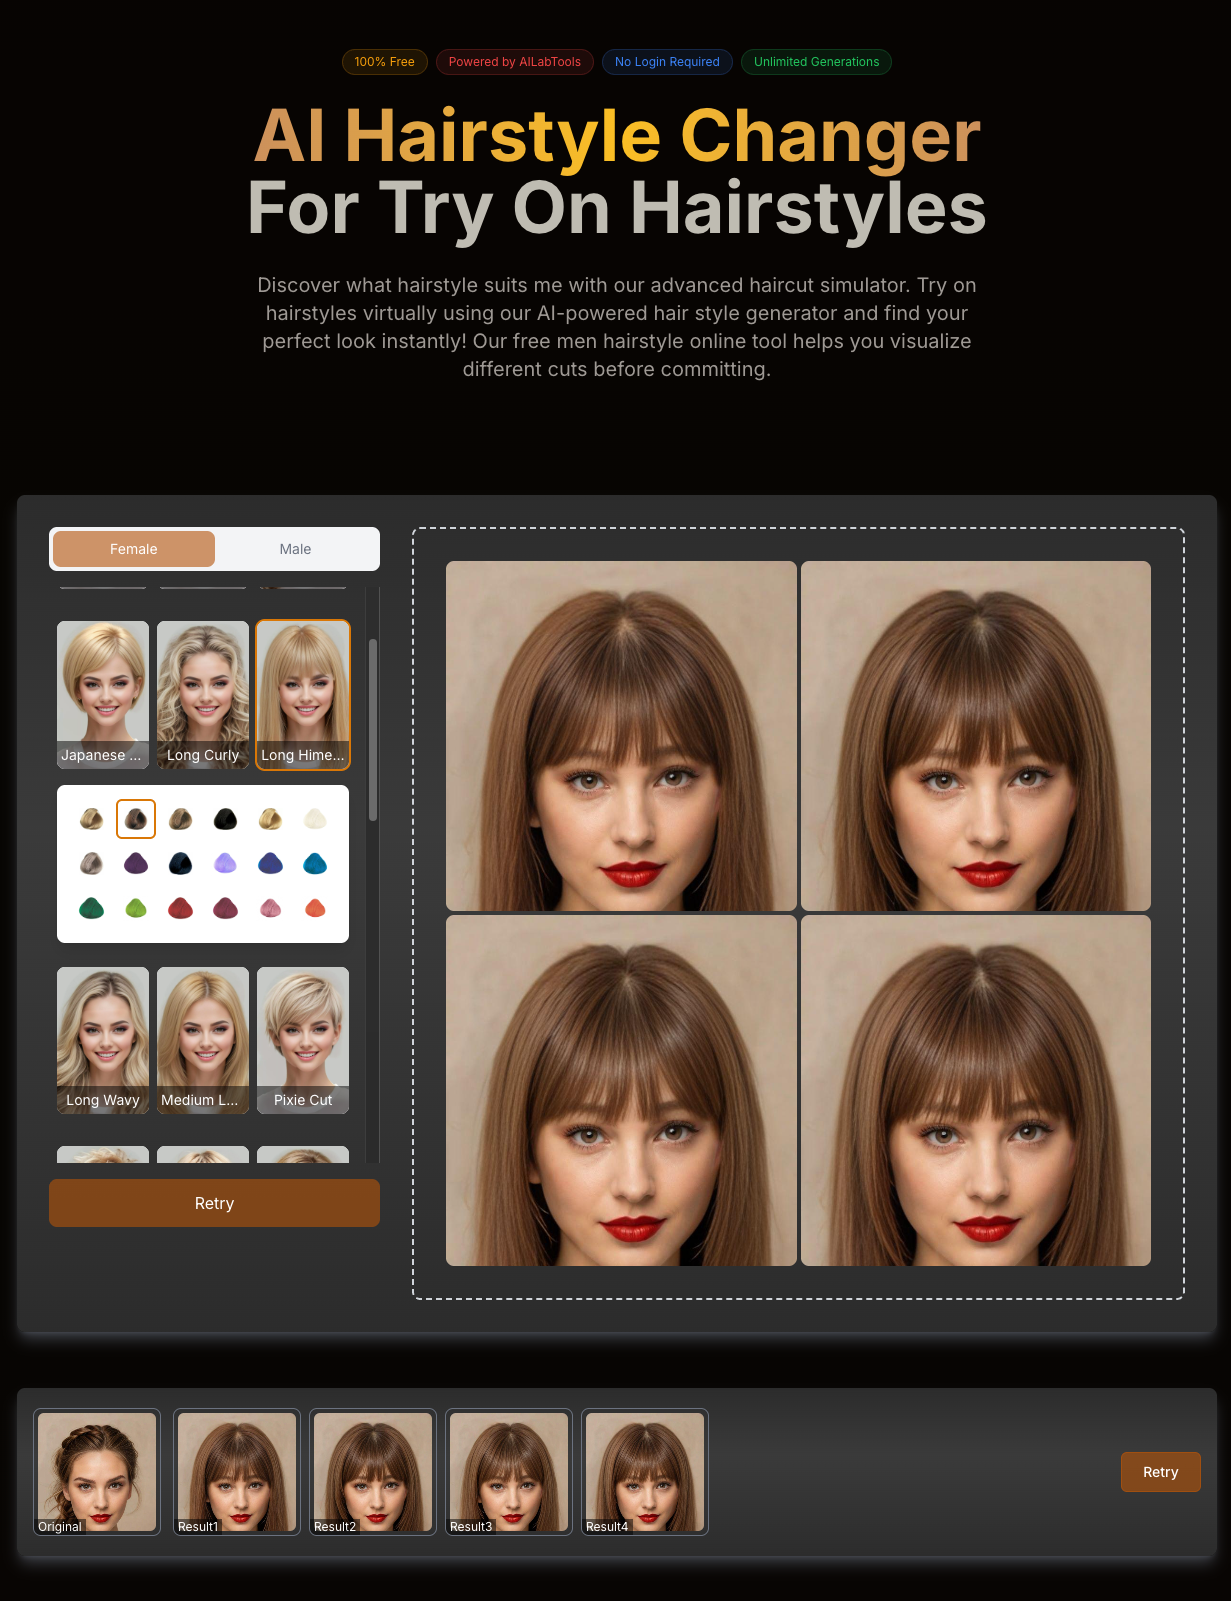 100% Free
Powered by AILabTools
No Login Required
Unlimited Generations
AI Hairstyle Changer
For Try On Hairstyles
Discover what hairstyle suits me with our advanced haircut simulator. Try on
hairstyles virtually using our AI-powered hair style generator and find your
perfect look instantly! Our free men hairstyle online tool helps you visualize
different cuts before committing.
Female
Male
Japanese ...
Long Curly
Long Hime...
Long Wavy
Medium L...
Pixie Cut
Retry
Original
Result1
Result2
Result3
Result4
Retry